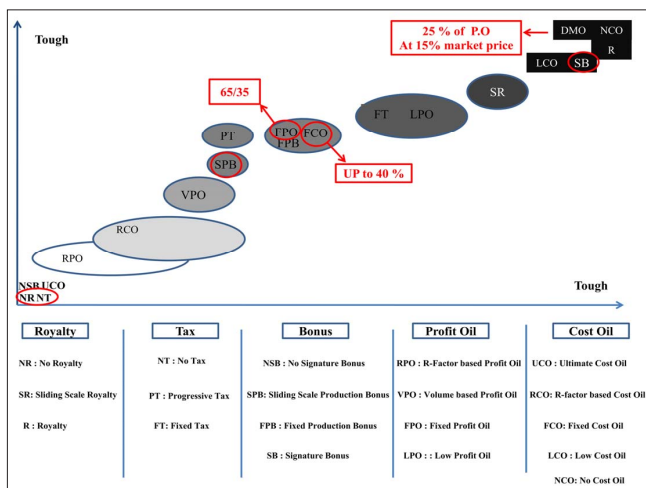 Tough
25 % of P.O
At 15% market price
DMO NCO
R
LCO SB
SR
65/35
FT LPO
PT
FPO FCO
FPB
SPB
UP to 40 %
VPO
RCO
RPO
NSB UCO
NR NT
Tough
Royalty
NR : No Royalty
SR: Sliding Scale Royalty
R : Royalty
Tax
NT : No Tax
PT : Progressive Tax
FT: Fixed Tax
Bonus
NSB : No Signature Bonus
SPB: Sliding Scale Production Bonus
FPB : Fixed Production Bonus
SB : Signature Bonus
Profit Oil
RPO : R-Factor based Profit Oil
VPO : Volume based Profit Oil
FPO : Fixed Profit Oil
LPO : : Low Profit Oil
Cost Oil
UCO : Ultimate Cost Oil
RCO: R-factor based Cost Oil
FCO: Fixed Cost Oil
LCO : Low Cost Oil
NCO: No Cost Oil